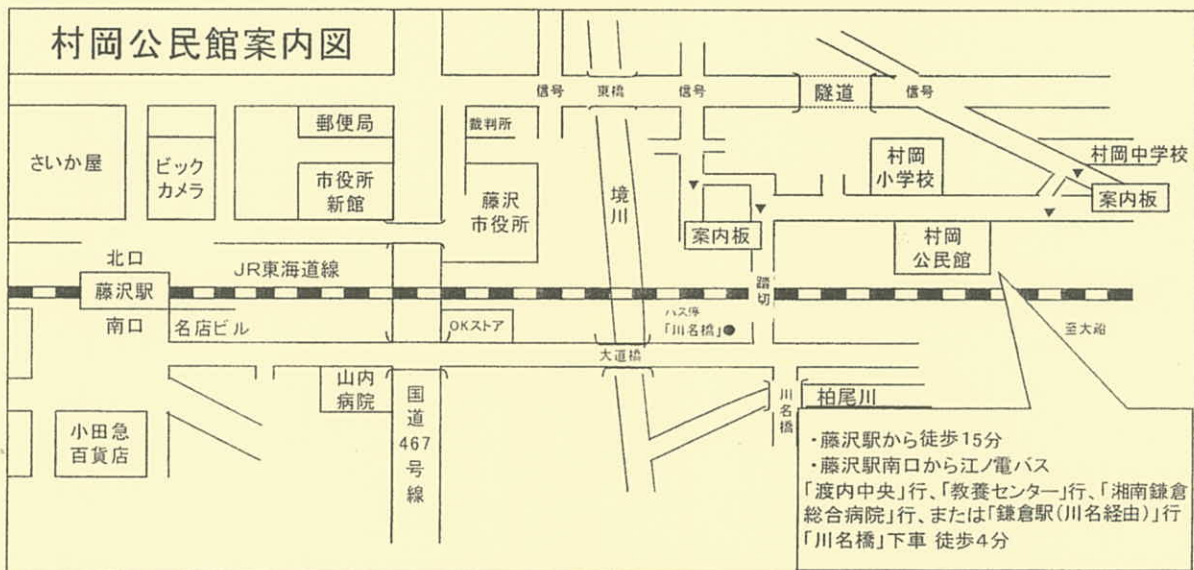 村岡公民館案内図
信号
東橋
信号
隧道
信号
さいか屋
ビック
カメラ
郵便局
市役所
新館
裁判所
藤沢
市役所
境川
案内板
村岡
小学校
村岡中学校
案内板
村岡
公民館
北口
JR東海道線
藤沢駅
南口
名店ビル
OKストア
バス停
「川名橋」●
踏切
至大船
大道橋
山内
病院
国道467号線
川名橋
柏尾川
小田急
百貨店
・藤沢駅から徒歩15分
・藤沢駅南口から江ノ電バス
「渡内中央」行、「教養センター」行、「湘南鎌倉
総合病院」行、または「鎌倉駅(川名経由)」行
「川名橋」下車 徒歩4分